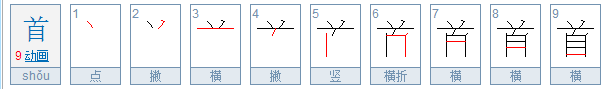 首 1 2 3 4 5 6 7 8 9
9 动画
shǒu 点 撇 横 撇 竖 横折 横 横 横